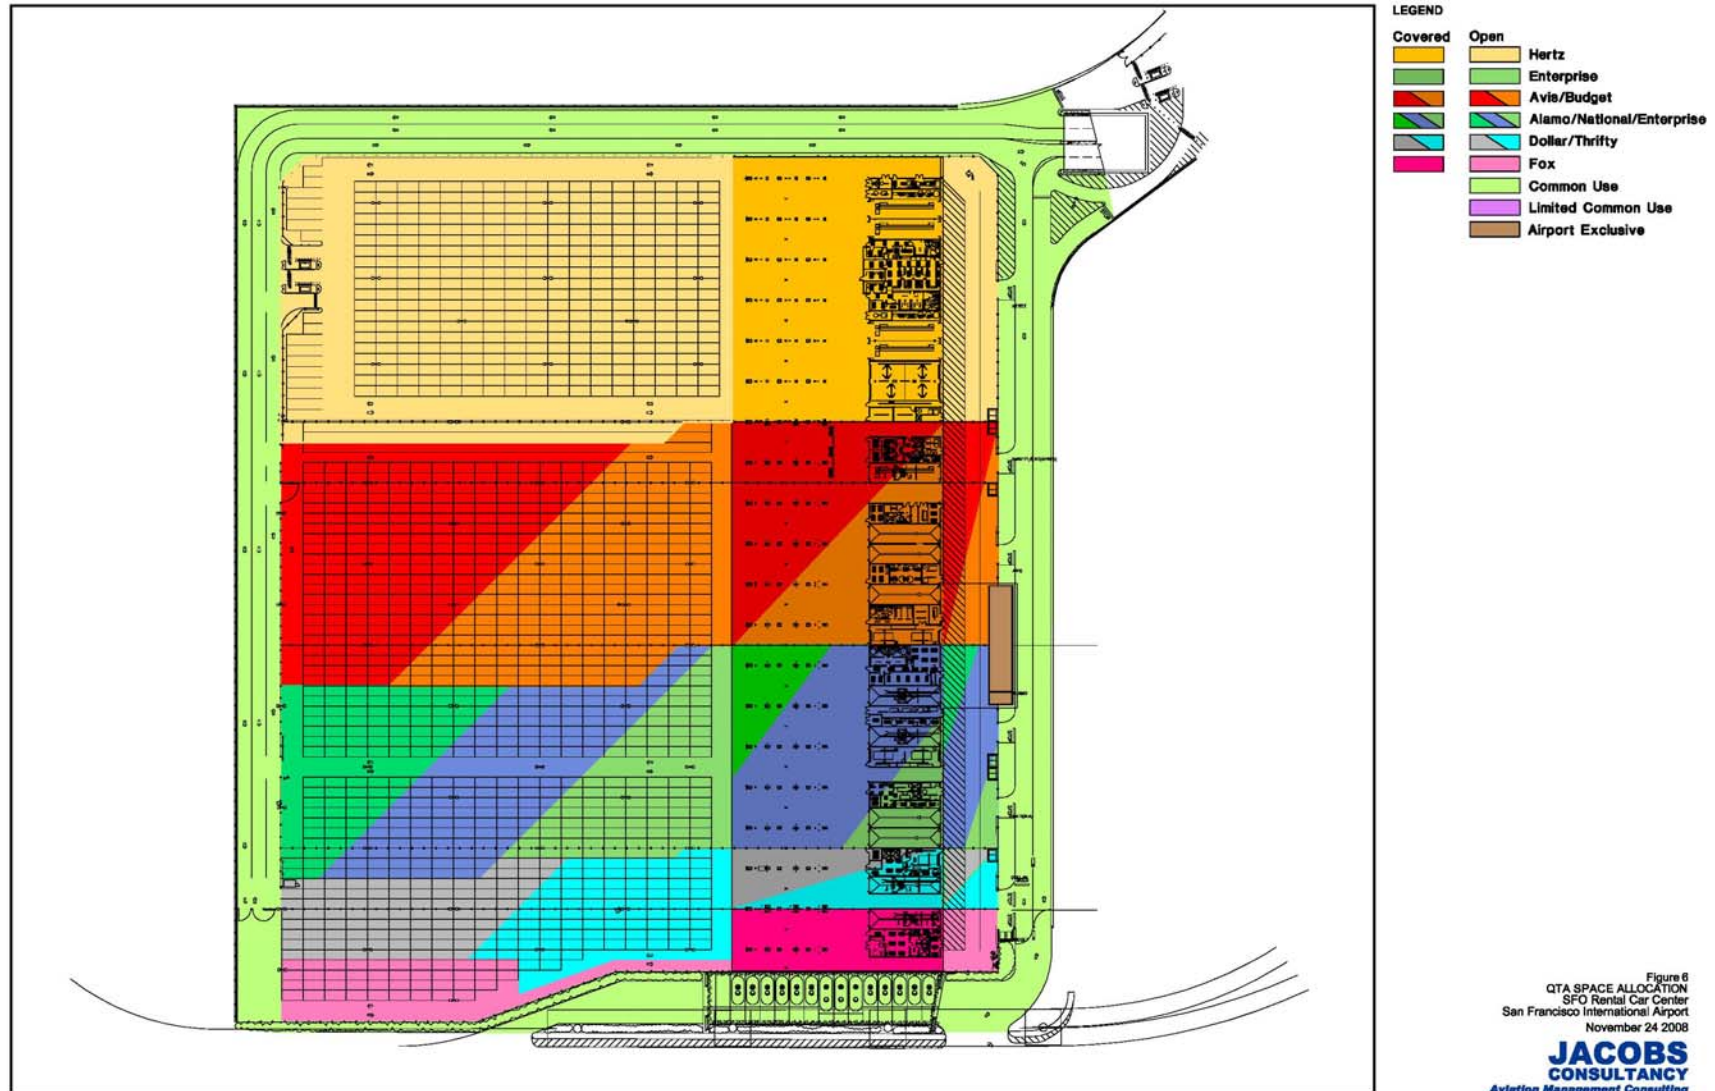 LEGEND
Covered Open
Hertz
Enterprise
Avis/Budget
Alamo/National/Enterprise
Dollar/Thrifty
Fox
Common Use
Limited Common Use
Airport Exclusive
Figure 6
QTA SPACE ALLOCATION
SFO Rental Car Center
San Francisco International Airport
November 24 2008
JACOBS
CONSULTANCY
Aviation Management Consulting